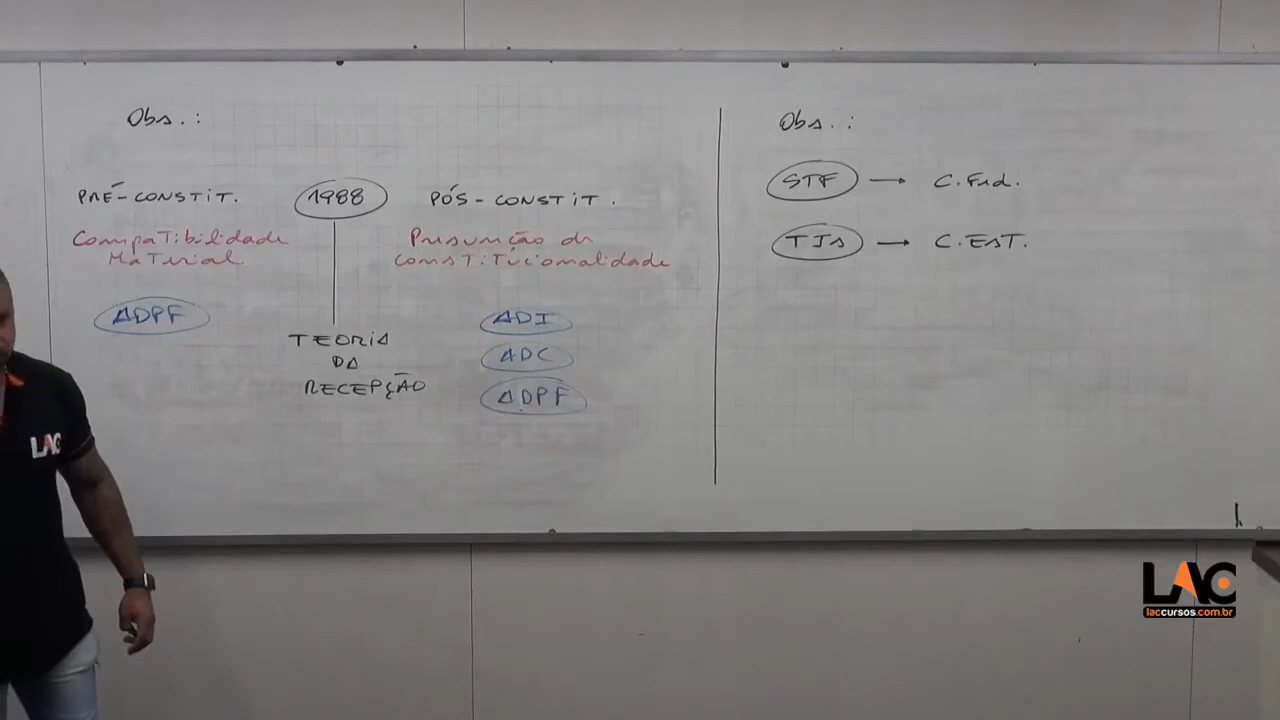 Obs.:
PRÉ-CONSTIT.
1988
PÓS-CONSTIT.
Compatibilidade
Material
Presunção de
constitucionalidade
ADPF
TEORIA
DA
RECEPÇÃO
ADI
ADC
ADPF
Obs.:
STF → C.Fed.
TJs → C.EsT.
LAC
LAC
laccursos.com.br